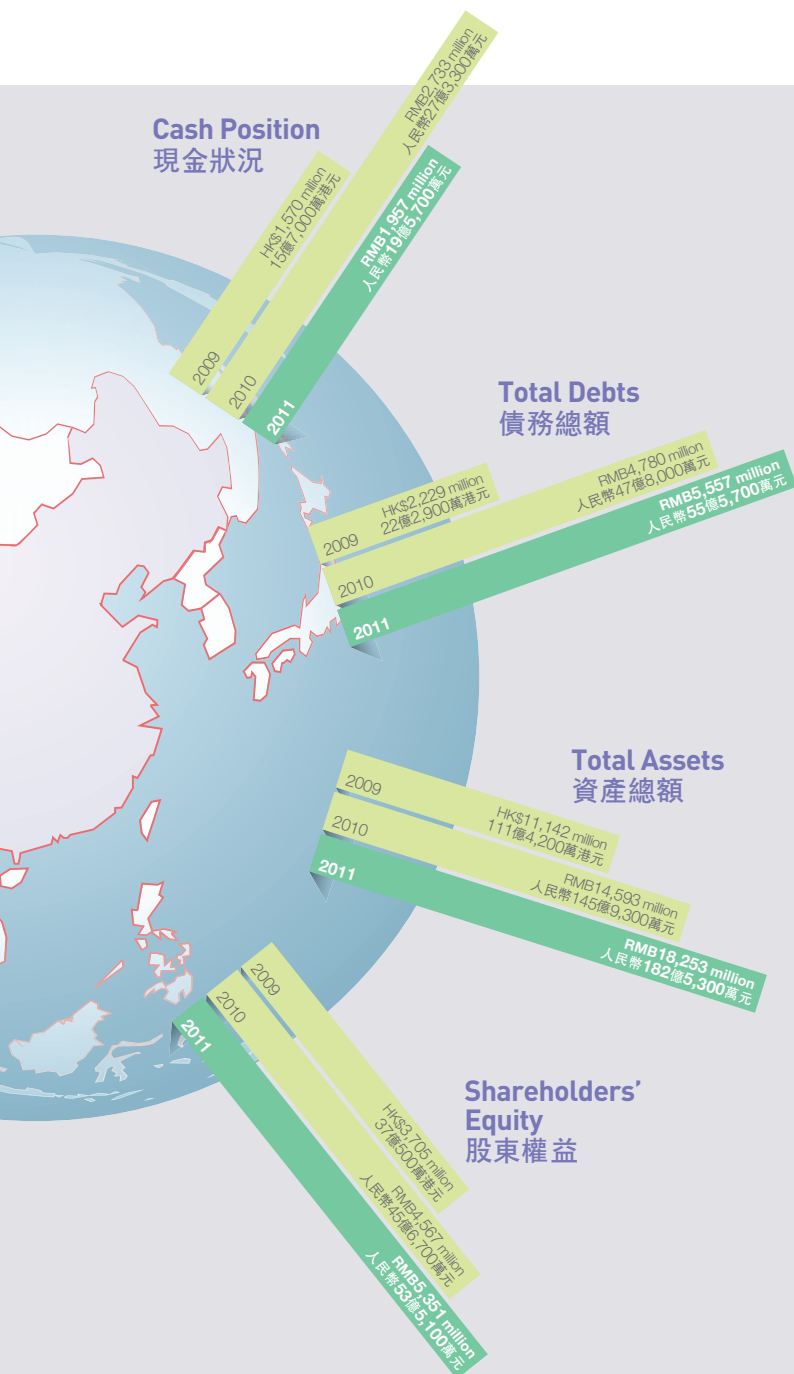 Cash Position
現金狀況
2009
HK$1,570 million
15億7,000萬港元
2010
RMB2,733 million
人民幣27億3,300萬元
2011
RMB1,957 million
人民幣19億5,700萬元
Total Debts
債務總額
2009
HK$2,229 million
22億2,900萬港元
2010
RMB4,780 million
人民幣47億8,000萬元
2011
RMB5,557 million
人民幣55億5,700萬元
Total Assets
資產總額
2009
HK$11,142 million
111億4,200萬港元
2010
RMB14,593 million
人民幣145億9,300萬元
2011
RMB18,253 million
人民幣182億5,300萬元
Shareholders'
Equity
股東權益
2009
HK$3,705 million
37億500萬港元
2010
RMB4,567 million
人民幣45億6,700萬元
2011
RMB5,351 million
人民幣53億5,100萬元